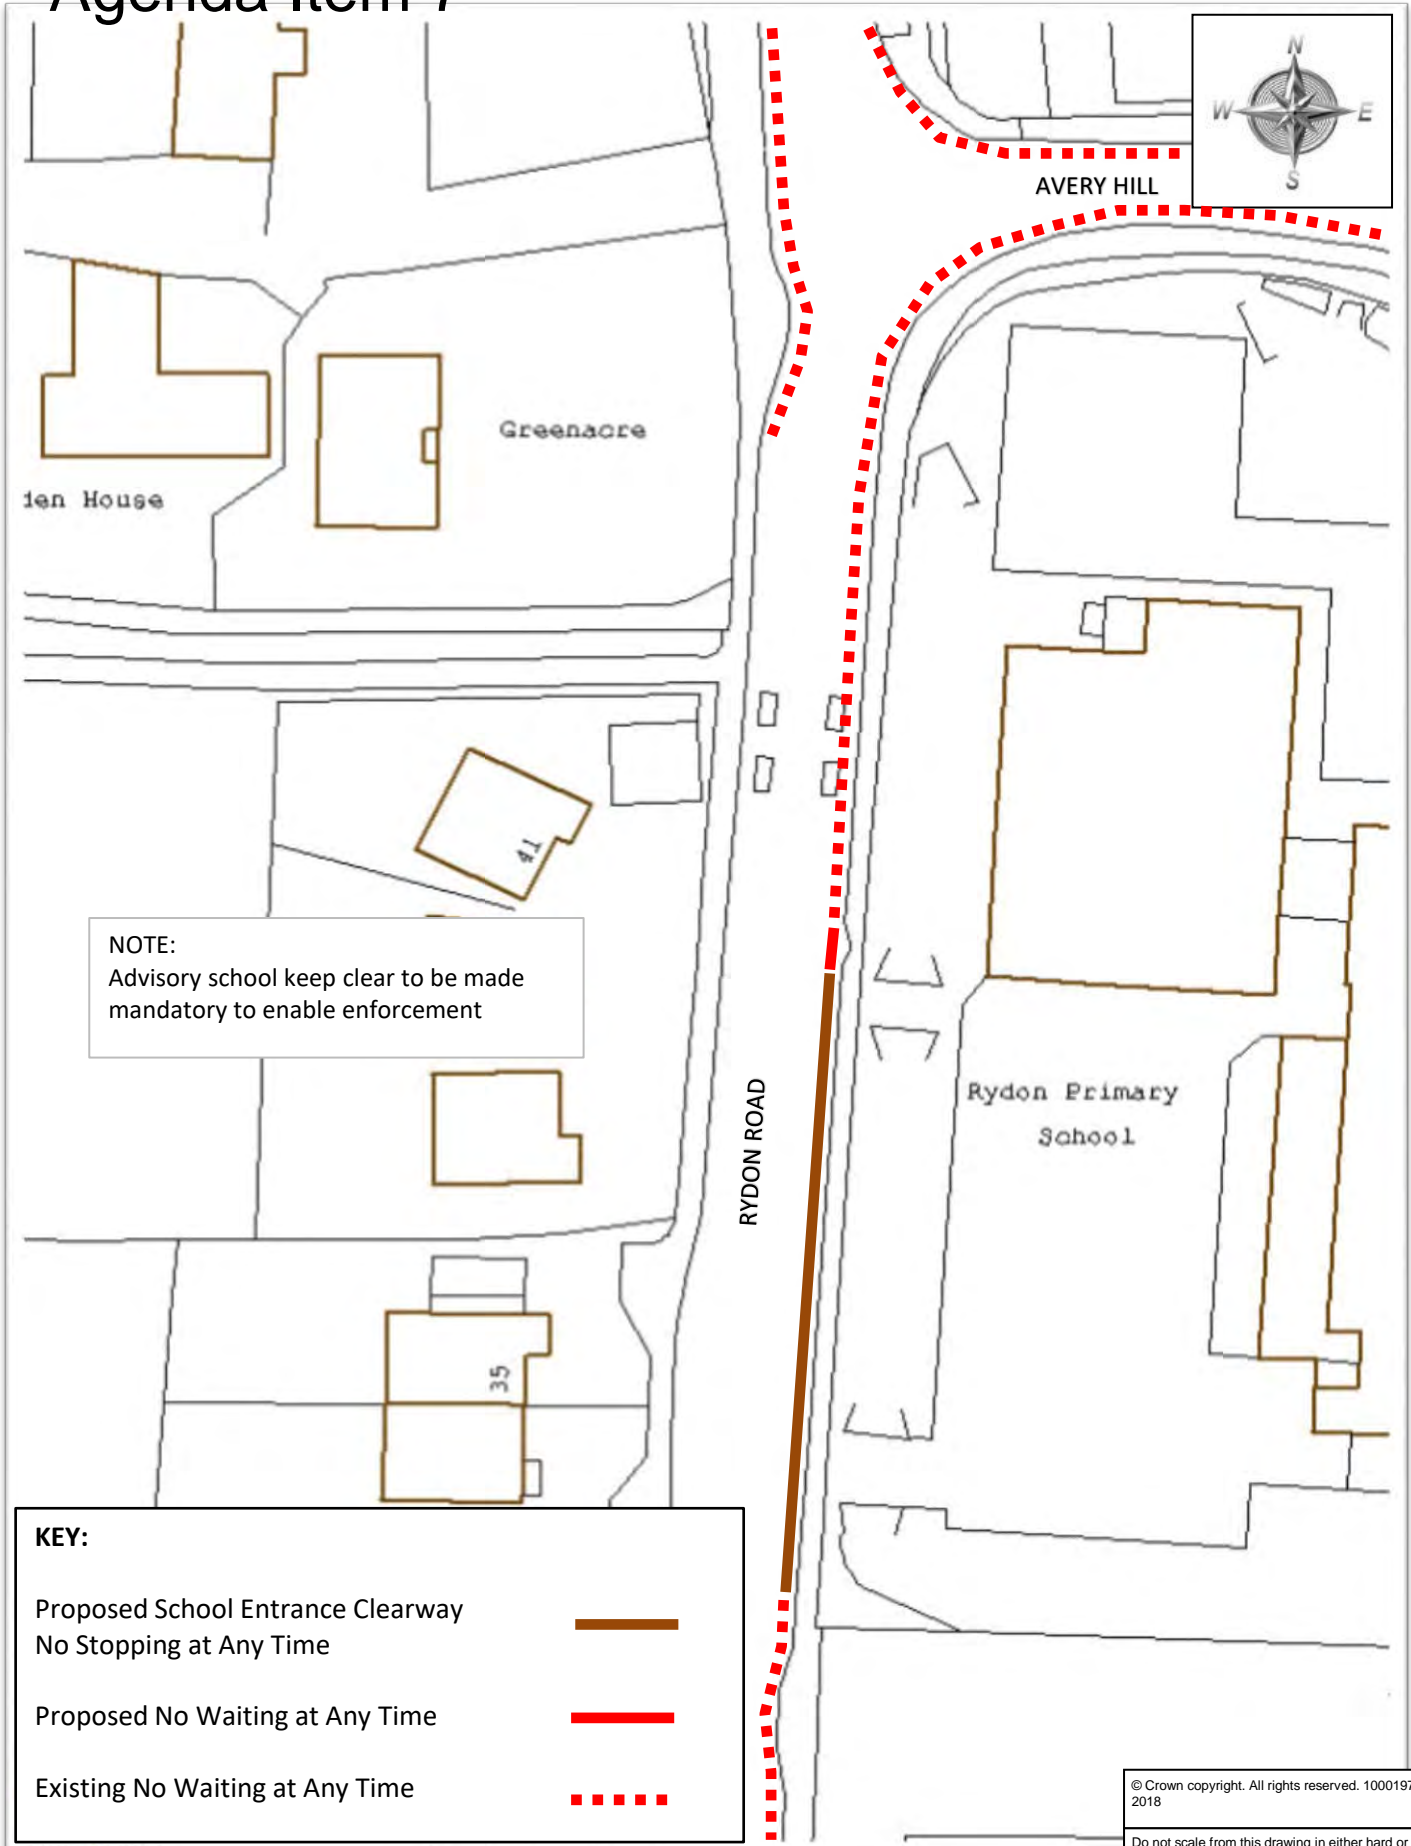 Agenda Item 7
N
W E
S
AVERY HILL
Greenacre
House
41
NOTE:
Advisory school keep clear to be made
mandatory to enable enforcement
RYDON ROAD
Rydon Primary
School
35
KEY:
Proposed School Entrance Clearway
No Stopping at Any Time
Proposed No Waiting at Any Time
Existing No Waiting at Any Time
© Crown copyright. All rights reserved. 1000197
2018
Do not scale from this drawing in either hard or